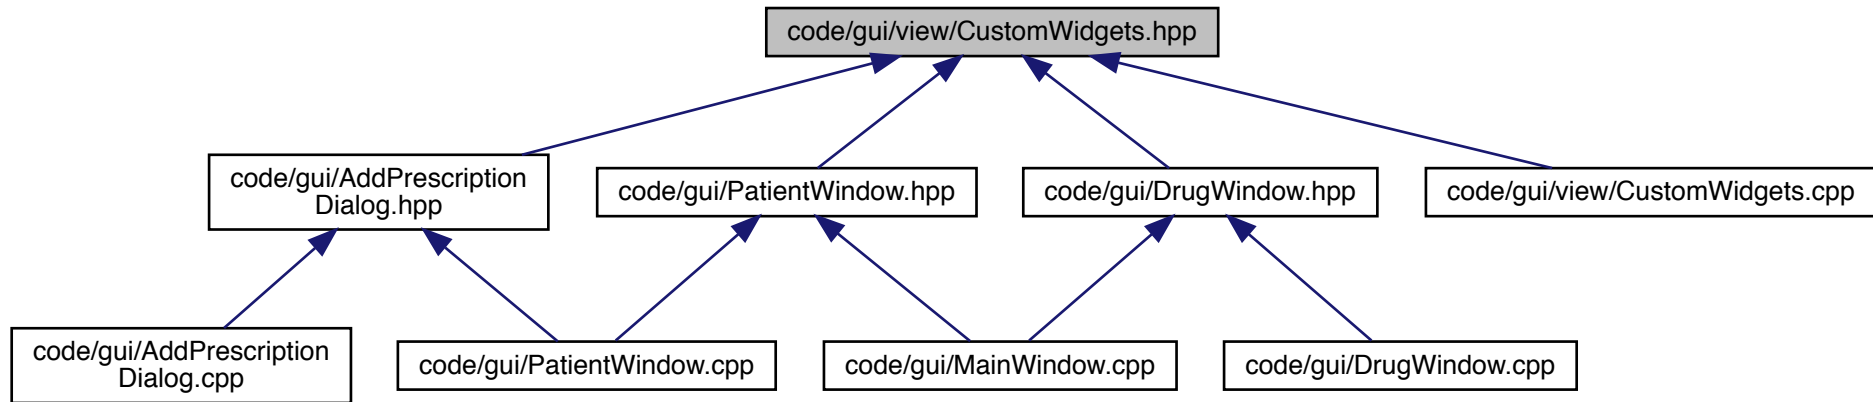 code/gui/view/CustomWidgets.hpp
code/gui/AddPrescription
Dialog.hpp
code/gui/PatientWindow.hpp
code/gui/DrugWindow.hpp
code/gui/view/CustomWidgets.cpp
code/gui/AddPrescription
Dialog.cpp
code/gui/PatientWindow.cpp
code/gui/MainWindow.cpp
code/gui/DrugWindow.cpp